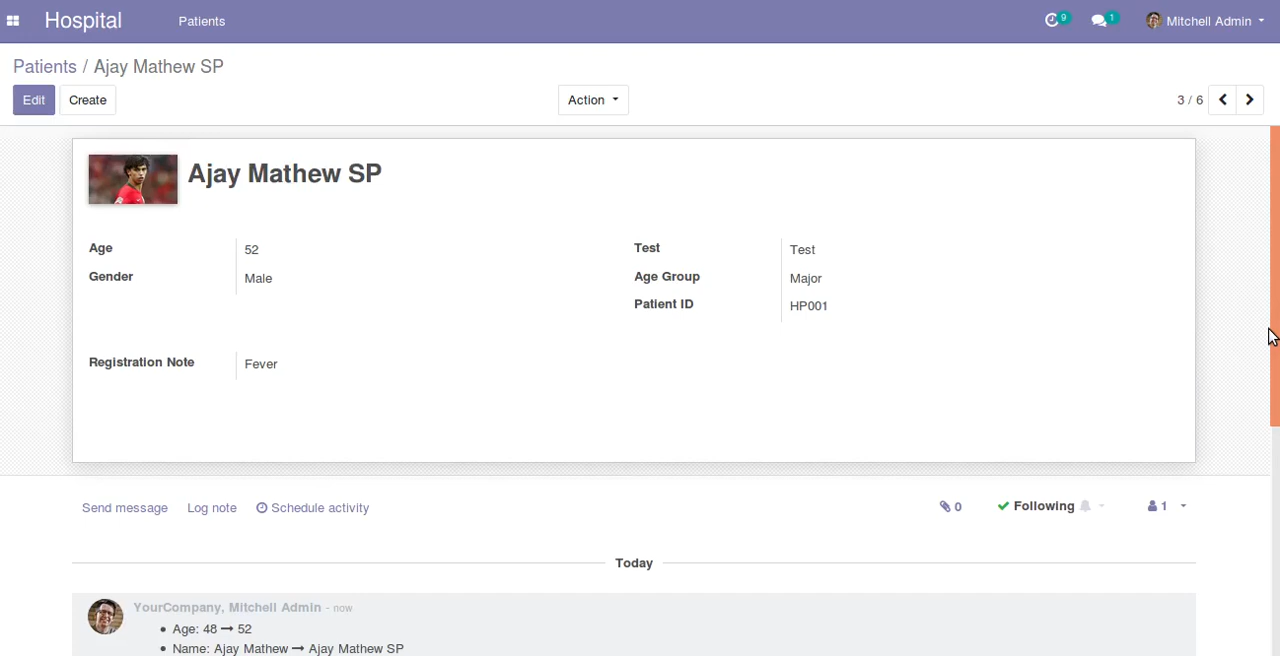 Hospital Patients 9 1 Mitchell Admin
Patients / Ajay Mathew SP
Edit Create Action 3 / 6
Ajay Mathew SP
Age 52 Test Test
Gender Male Age Group Major
Patient ID HP001
Registration Note Fever
Send message Log note Schedule activity 0 Following 1
Today
YourCompany, Mitchell Admin - now
• Age: 48 → 52
• Name: Ajay Mathew → Ajay Mathew SP